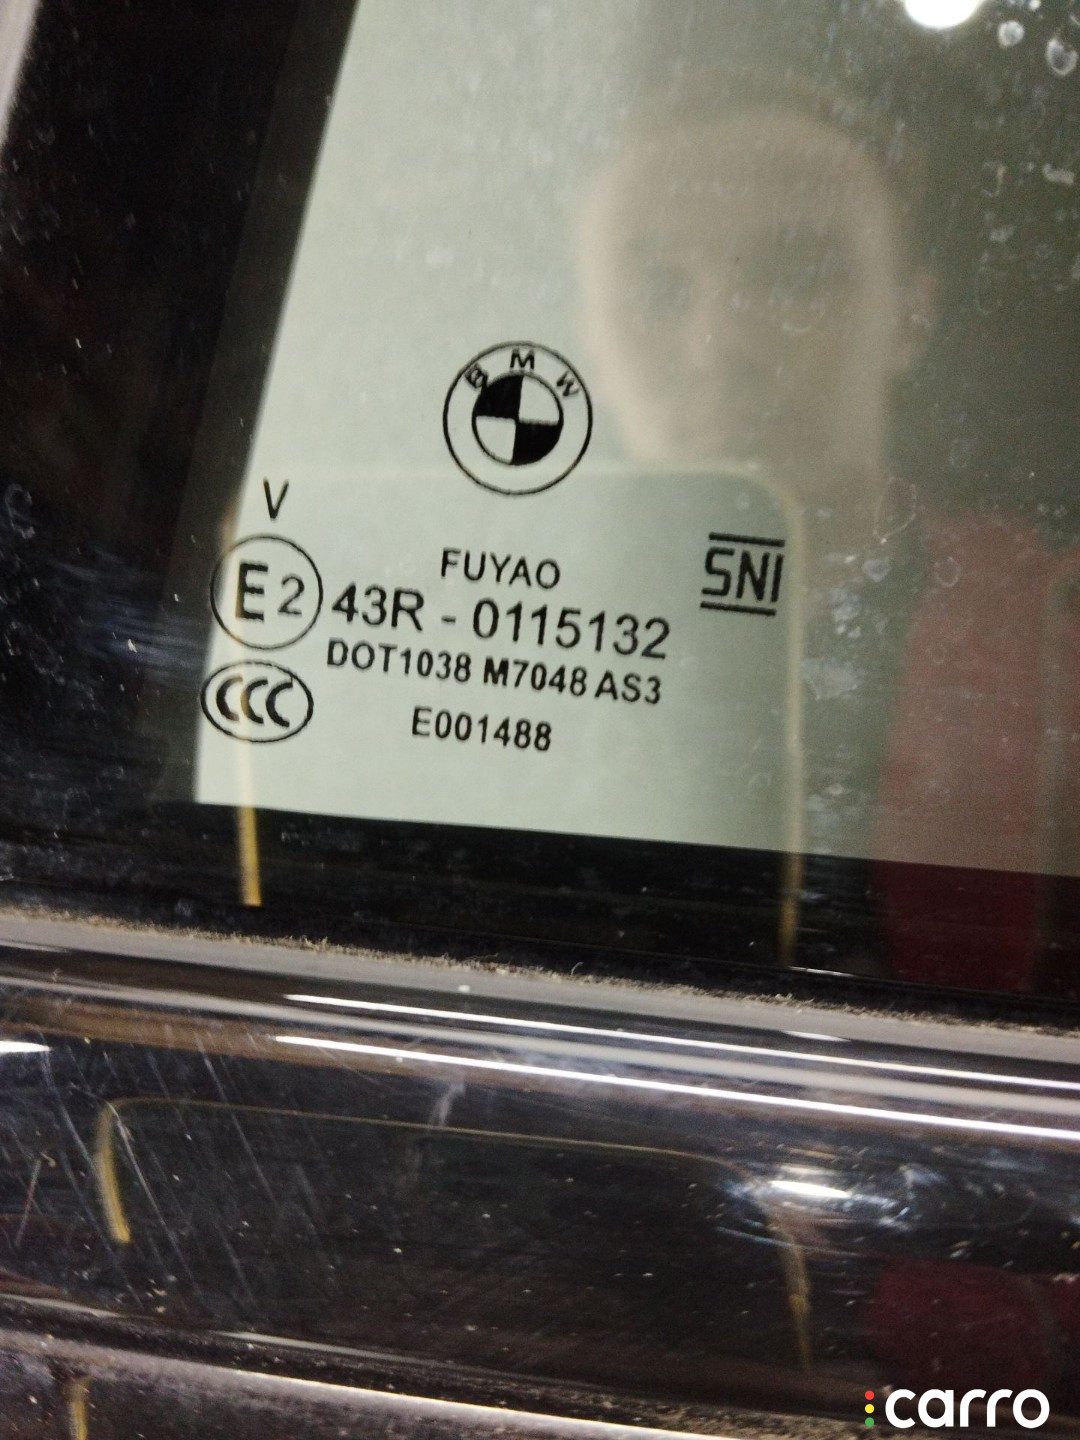 BMW
V
FUYAO
SNI
E2 43R - 0115132
DOT1038 M7048 AS3
CCC
E001488
carro